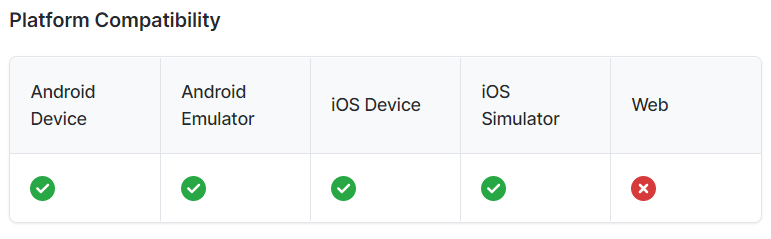 Platform Compatibility
Android
Device
Android
Emulator
iOS Device
iOS
Simulator
Web